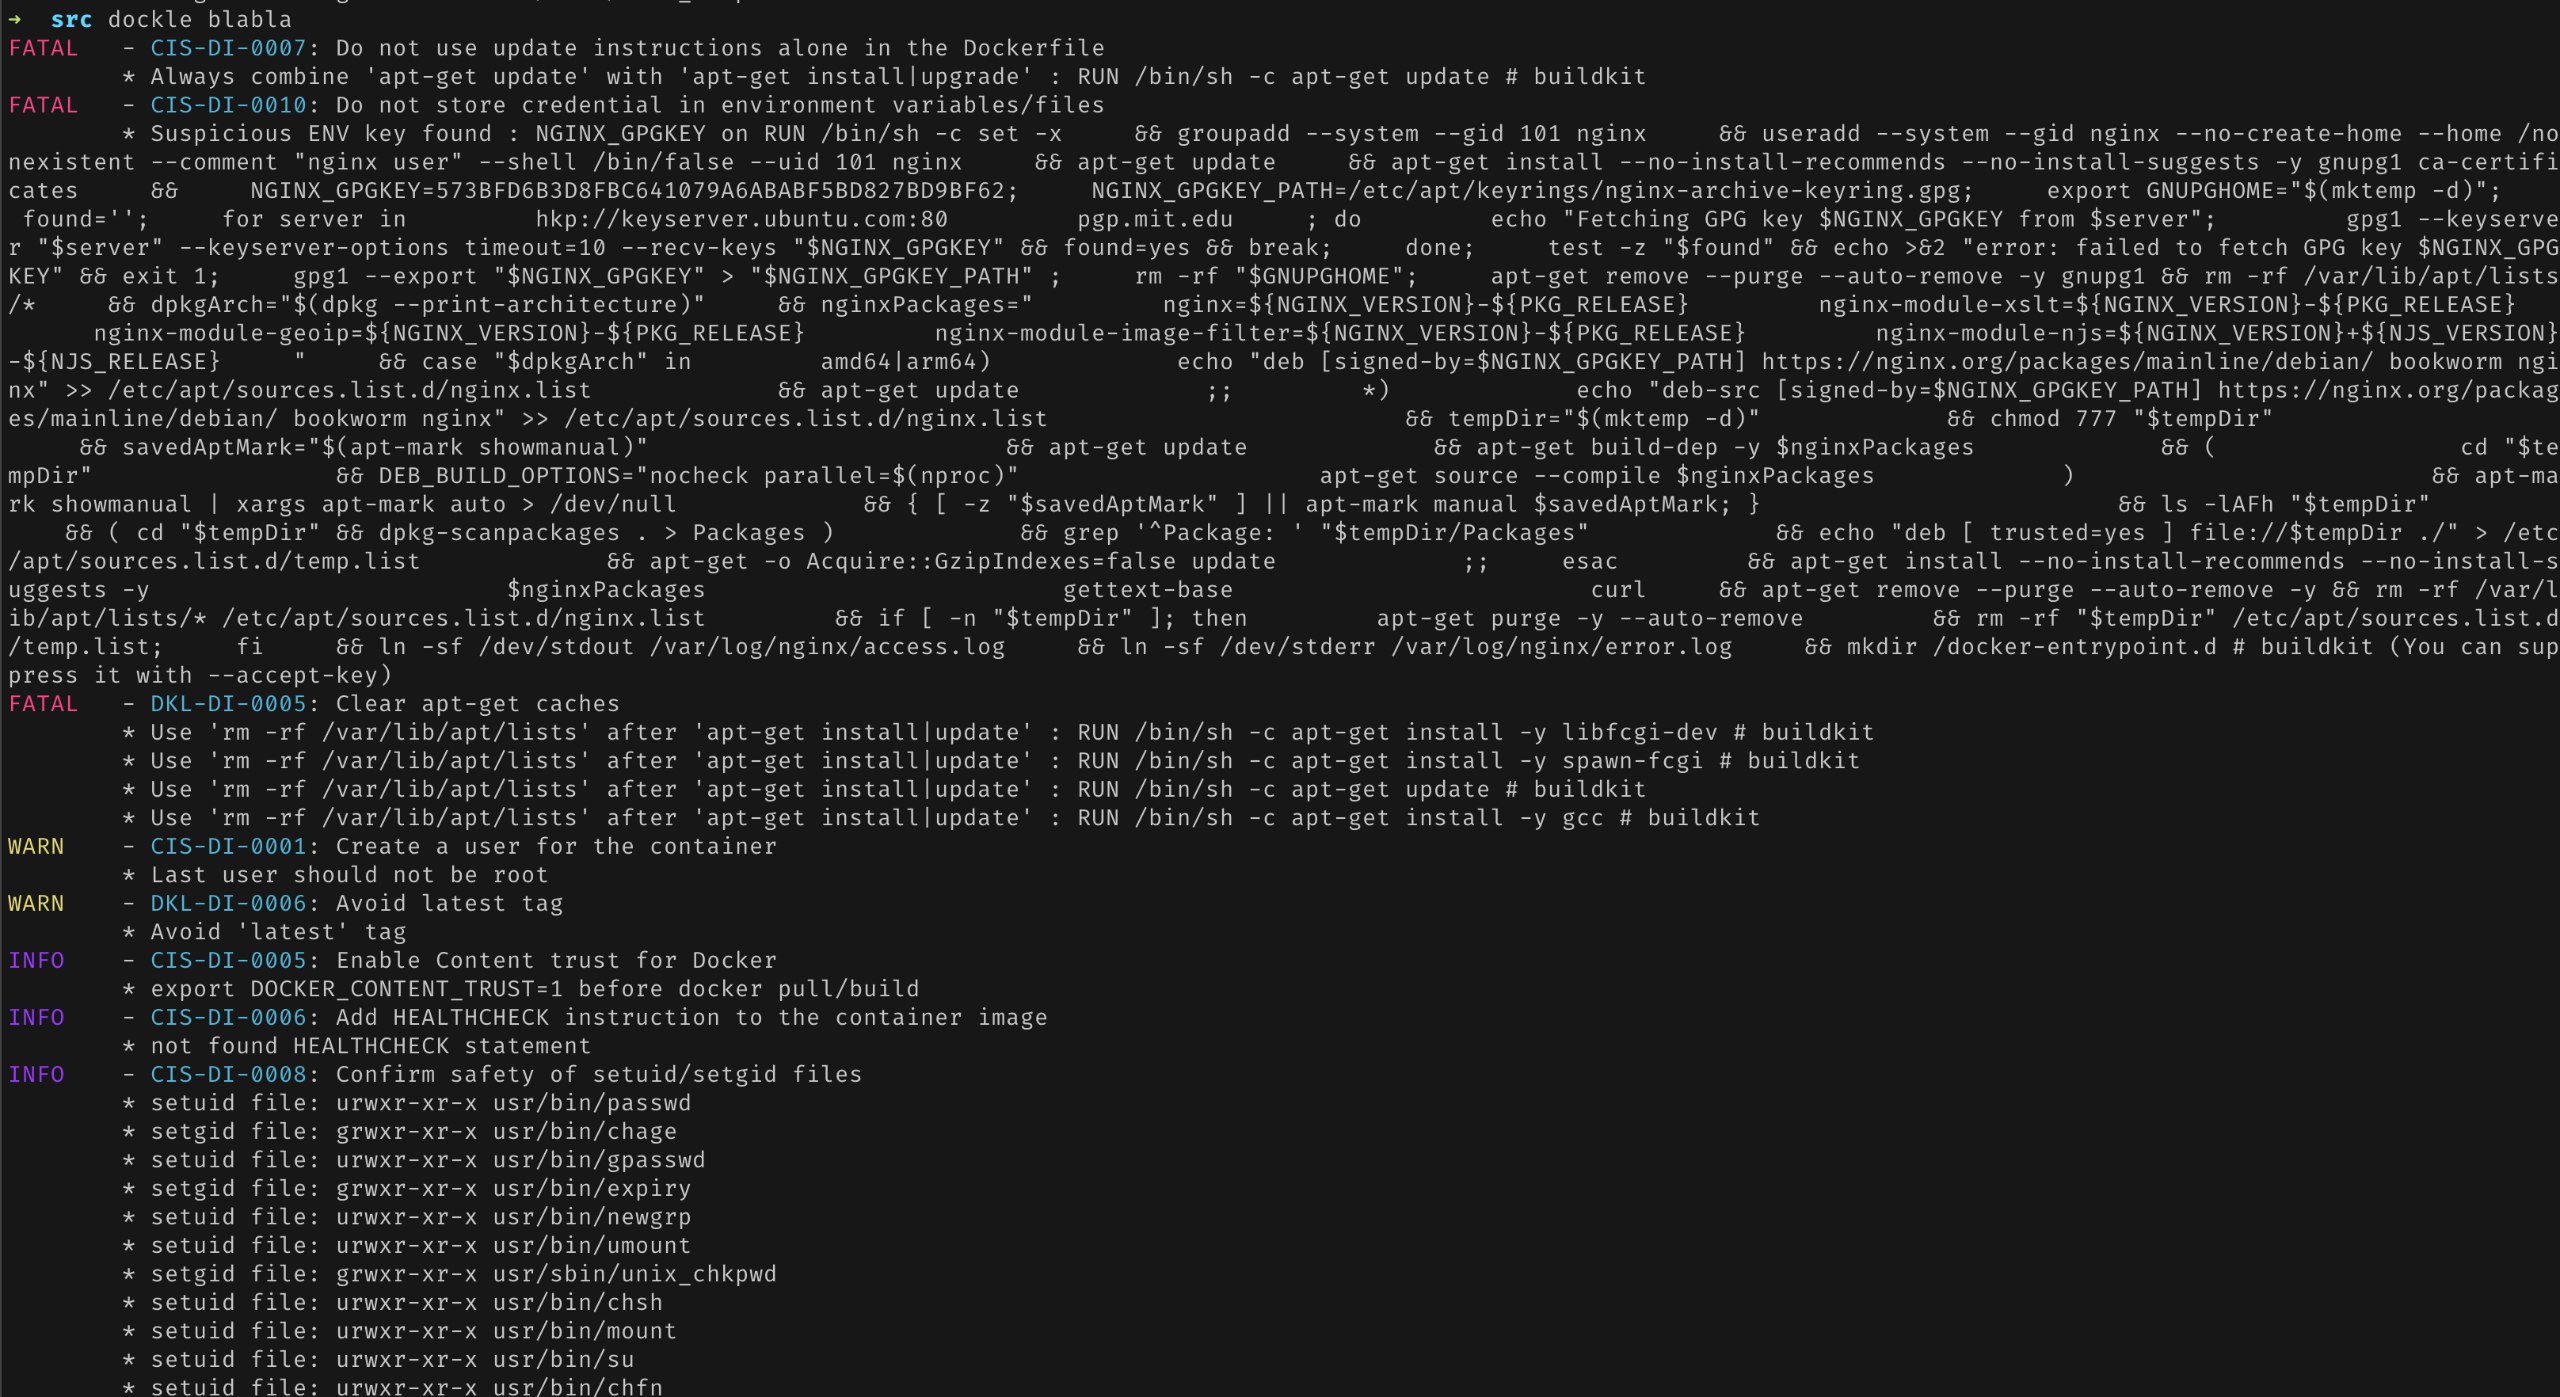 →  src dockle blabla
FATAL   - CIS-DI-0007: Do not use update instructions alone in the Dockerfile
        * Always combine 'apt-get update' with 'apt-get install|upgrade' : RUN /bin/sh -c apt-get update # buildkit
FATAL   - CIS-DI-0010: Do not store credential in environment variables/files
        * Suspicious ENV key found : NGINX_GPGKEY on RUN /bin/sh -c set -x     && groupadd --system --gid 101 nginx     && useradd --system --gid nginx --no-create-home --home /no
nexistent --comment "nginx user" --shell /bin/false --uid 101 nginx     && apt-get update     && apt-get install --no-install-recommends --no-install-suggests -y gnupg1 ca-certifi
cates     &&     NGINX_GPGKEY=573BFD6B3D8FBC641079A6ABABF5BD827BD9BF62;     NGINX_GPGKEY_PATH=/etc/apt/keyrings/nginx-archive-keyring.gpg;     export GNUPGHOME="$(mktemp -d)";
 found='';     for server in         hkp://keyserver.ubuntu.com:80         pgp.mit.edu     ; do         echo "Fetching GPG key $NGINX_GPGKEY from $server";         gpg1 --keyserve
r "$server" --keyserver-options timeout=10 --recv-keys "$NGINX_GPGKEY" && found=yes && break;     done;     test -z "$found" && echo >&2 "error: failed to fetch GPG key $NGINX_GPG
KEY" && exit 1;     gpg1 --export "$NGINX_GPGKEY" > "$NGINX_GPGKEY_PATH" ;     rm -rf "$GNUPGHOME";     apt-get remove --purge --auto-remove -y gnupg1 && rm -rf /var/lib/apt/lists
/*     && dpkgArch="$(dpkg --print-architecture)"     && nginxPackages="         nginx=${NGINX_VERSION}-${PKG_RELEASE}         nginx-module-xslt=${NGINX_VERSION}-${PKG_RELEASE}
      nginx-module-geoip=${NGINX_VERSION}-${PKG_RELEASE}         nginx-module-image-filter=${NGINX_VERSION}-${PKG_RELEASE}         nginx-module-njs=${NGINX_VERSION}+${NJS_VERSION}
-${NJS_RELEASE}     "     && case "$dpkgArch" in         amd64|arm64)             echo "deb [signed-by=$NGINX_GPGKEY_PATH] https://nginx.org/packages/mainline/debian/ bookworm ngi
nx" >> /etc/apt/sources.list.d/nginx.list             && apt-get update             ;;         *)             echo "deb-src [signed-by=$NGINX_GPGKEY_PATH] https://nginx.org/packag
es/mainline/debian/ bookworm nginx" >> /etc/apt/sources.list.d/nginx.list                         && tempDir="$(mktemp -d)"             && chmod 777 "$tempDir"
     && savedAptMark="$(apt-mark showmanual)"                         && apt-get update             && apt-get build-dep -y $nginxPackages             && (                 cd "$te
mpDir"                 && DEB_BUILD_OPTIONS="nocheck parallel=$(nproc)"                     apt-get source --compile $nginxPackages             )                         && apt-ma
rk showmanual | xargs apt-mark auto > /dev/null             && { [ -z "$savedAptMark" ] || apt-mark manual $savedAptMark; }                         && ls -lAFh "$tempDir"
    && ( cd "$tempDir" && dpkg-scanpackages . > Packages )             && grep '^Package: ' "$tempDir/Packages"             && echo "deb [ trusted=yes ] file://$tempDir ./" > /etc
/apt/sources.list.d/temp.list             && apt-get -o Acquire::GzipIndexes=false update             ;;     esac         && apt-get install --no-install-recommends --no-install-s
uggests -y                         $nginxPackages                         gettext-base                         curl     && apt-get remove --purge --auto-remove -y && rm -rf /var/l
ib/apt/lists/* /etc/apt/sources.list.d/nginx.list         && if [ -n "$tempDir" ]; then         apt-get purge -y --auto-remove         && rm -rf "$tempDir" /etc/apt/sources.list.d
/temp.list;     fi     && ln -sf /dev/stdout /var/log/nginx/access.log     && ln -sf /dev/stderr /var/log/nginx/error.log     && mkdir /docker-entrypoint.d # buildkit (You can sup
press it with --accept-key)
FATAL   - DKL-DI-0005: Clear apt-get caches
        * Use 'rm -rf /var/lib/apt/lists' after 'apt-get install|update' : RUN /bin/sh -c apt-get install -y libfcgi-dev # buildkit
        * Use 'rm -rf /var/lib/apt/lists' after 'apt-get install|update' : RUN /bin/sh -c apt-get install -y spawn-fcgi # buildkit
        * Use 'rm -rf /var/lib/apt/lists' after 'apt-get install|update' : RUN /bin/sh -c apt-get update # buildkit
        * Use 'rm -rf /var/lib/apt/lists' after 'apt-get install|update' : RUN /bin/sh -c apt-get install -y gcc # buildkit
WARN    - CIS-DI-0001: Create a user for the container
        * Last user should not be root
WARN    - DKL-DI-0006: Avoid latest tag
        * Avoid 'latest' tag
INFO    - CIS-DI-0005: Enable Content trust for Docker
        * export DOCKER_CONTENT_TRUST=1 before docker pull/build
INFO    - CIS-DI-0006: Add HEALTHCHECK instruction to the container image
        * not found HEALTHCHECK statement
INFO    - CIS-DI-0008: Confirm safety of setuid/setgid files
        * setuid file: urwxr-xr-x usr/bin/passwd
        * setgid file: grwxr-xr-x usr/bin/chage
        * setuid file: urwxr-xr-x usr/bin/gpasswd
        * setgid file: grwxr-xr-x usr/bin/expiry
        * setuid file: urwxr-xr-x usr/bin/newgrp
        * setuid file: urwxr-xr-x usr/bin/umount
        * setgid file: grwxr-xr-x usr/sbin/unix_chkpwd
        * setuid file: urwxr-xr-x usr/bin/chsh
        * setuid file: urwxr-xr-x usr/bin/mount
        * setuid file: urwxr-xr-x usr/bin/su
        * setuid file: urwxr-xr-x usr/bin/chfn